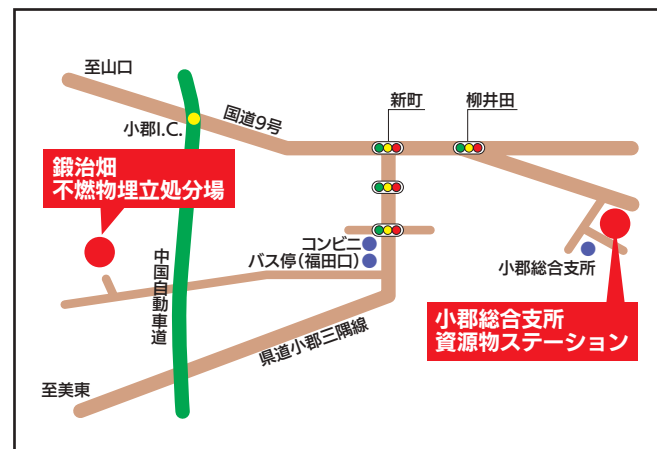 至山口
国道9号
新町
柳井田
小郡I.C.
鍛治畑
不燃物埋立処分場
コンビニ
バス停(福田口)
小郡総合支所
中国自動車道
小郡総合支所
資源物ステーション
県道小郡三隅線
至美東